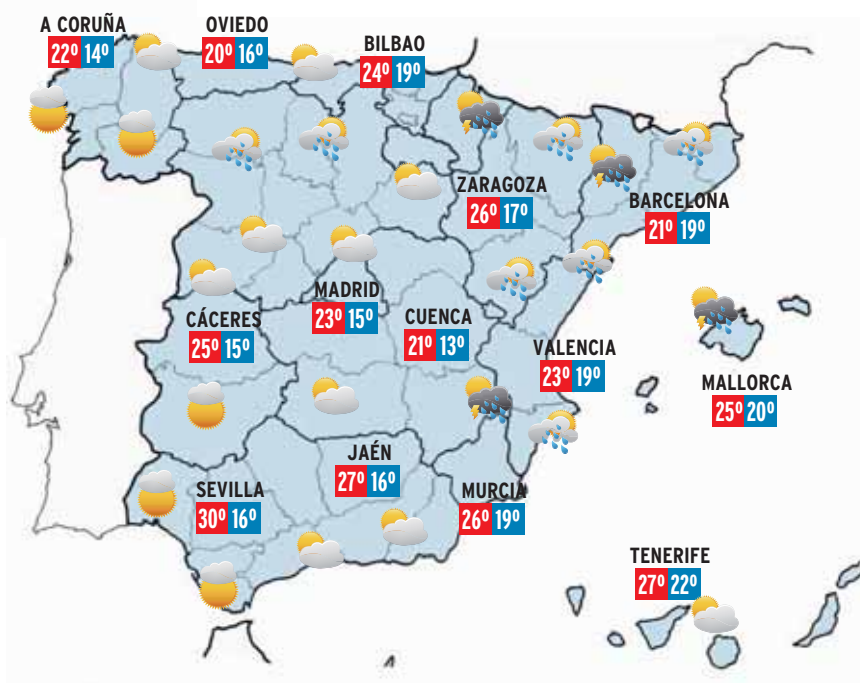 A CORUÑA
22º 14º
OVIEDO
20º 16º
BILBAO
24º 19º
ZARAGOZA
26º 17º
BARCELONA
21º 19º
MADRID
23º 15º
CÁCERES
25º 15º
CUENCA
21º 13º
VALENCIA
23º 19º
MALLORCA
25º 20º
JAÉN
27º 16º
SEVILLA
30º 16º
MURCIA
26º 19º
TENERIFE
27º 22º